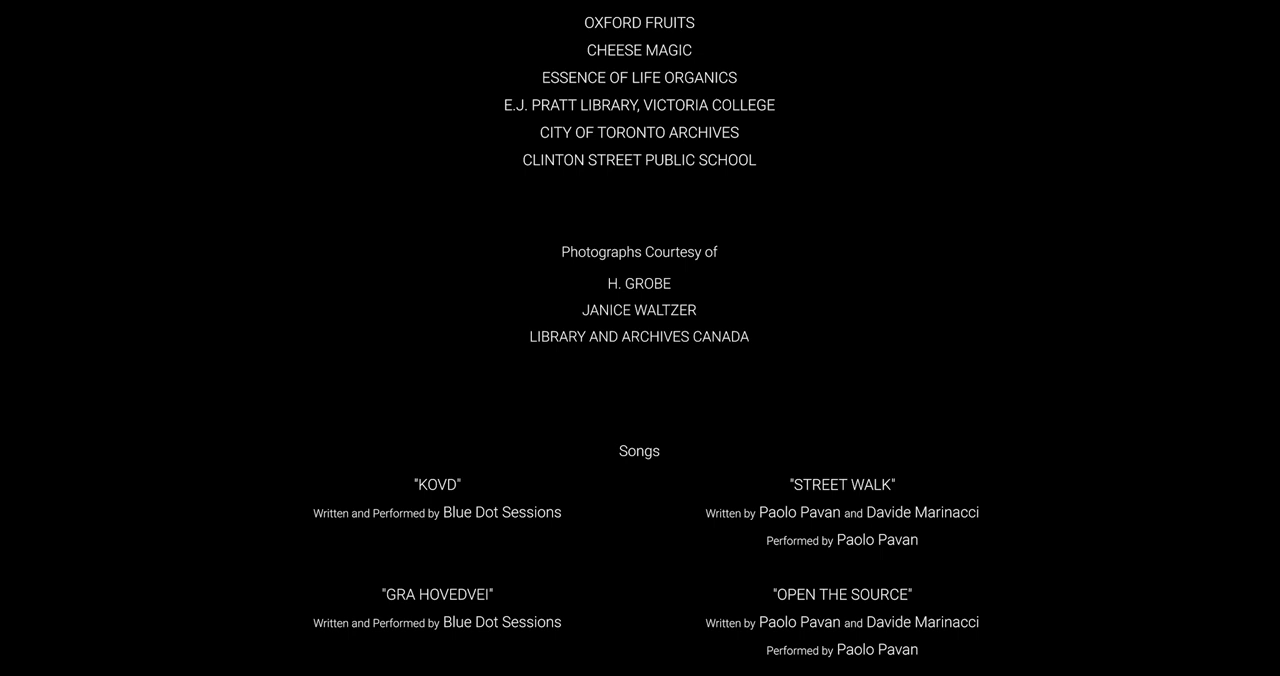 OXFORD FRUITS
CHEESE MAGIC
ESSENCE OF LIFE ORGANICS
E.J. PRATT LIBRARY, VICTORIA COLLEGE
CITY OF TORONTO ARCHIVES
CLINTON STREET PUBLIC SCHOOL
Photographs Courtesy of
H. GROBE
JANICE WALTZER
LIBRARY AND ARCHIVES CANADA
Songs
"KOVD"
Written and Performed by Blue Dot Sessions
"STREET WALK"
Written by Paolo Pavan and Davide Marinacci
Performed by Paolo Pavan
"GRA HOVEDVEI"
Written and Performed by Blue Dot Sessions
"OPEN THE SOURCE"
Written by Paolo Pavan and Davide Marinacci
Performed by Paolo Pavan